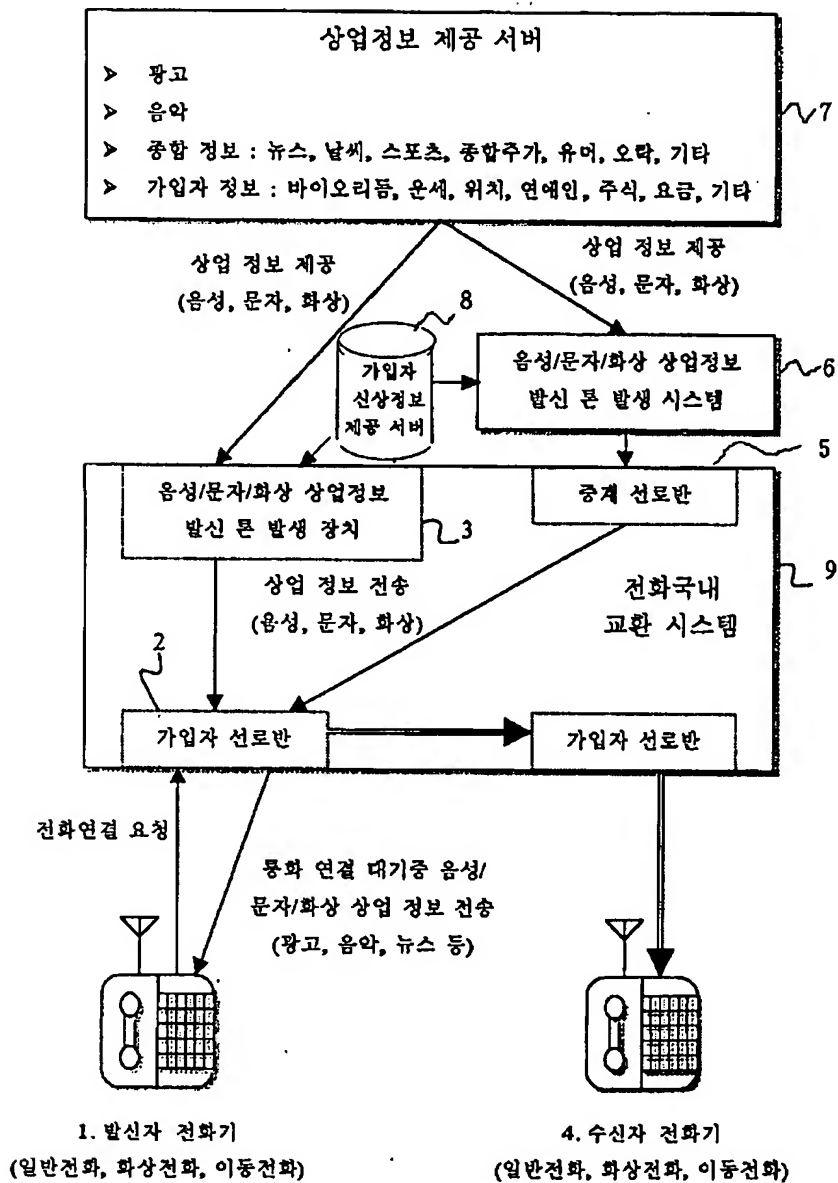 상업정보 제공 서버
➤ 광고
➤ 음악
➤ 종합 정보 : 뉴스, 날씨, 스포츠, 종합주가, 유머, 오락, 기타
➤ 가입자 정보 : 바이오리듬, 운세, 위치, 연애인, 주식, 요금, 기타
7
상업 정보 제공
(음성, 문자, 화상)
상업 정보 제공
(음성, 문자, 화상)
8
가입자
신상정보
제공 서버
음성/문자/화상 상업정보
발신 톤 발생 시스템
6
5
음성/문자/화상 상업정보
발신 톤 발생 장치
3
중계 선로반
9
상업 정보 전송
(음성, 문자, 화상)
전화국내
교환 시스템
2
가입자 선로반
가입자 선로반
전화연결 요청
통화 연결 대기중 음성/
문자/화상 상업 정보 전송
(광고, 음악, 뉴스 등)
1. 발신자 전화기
(일반전화, 화상전화, 이동전화)
4. 수신자 전화기
(일반전화, 화상전화, 이동전화)